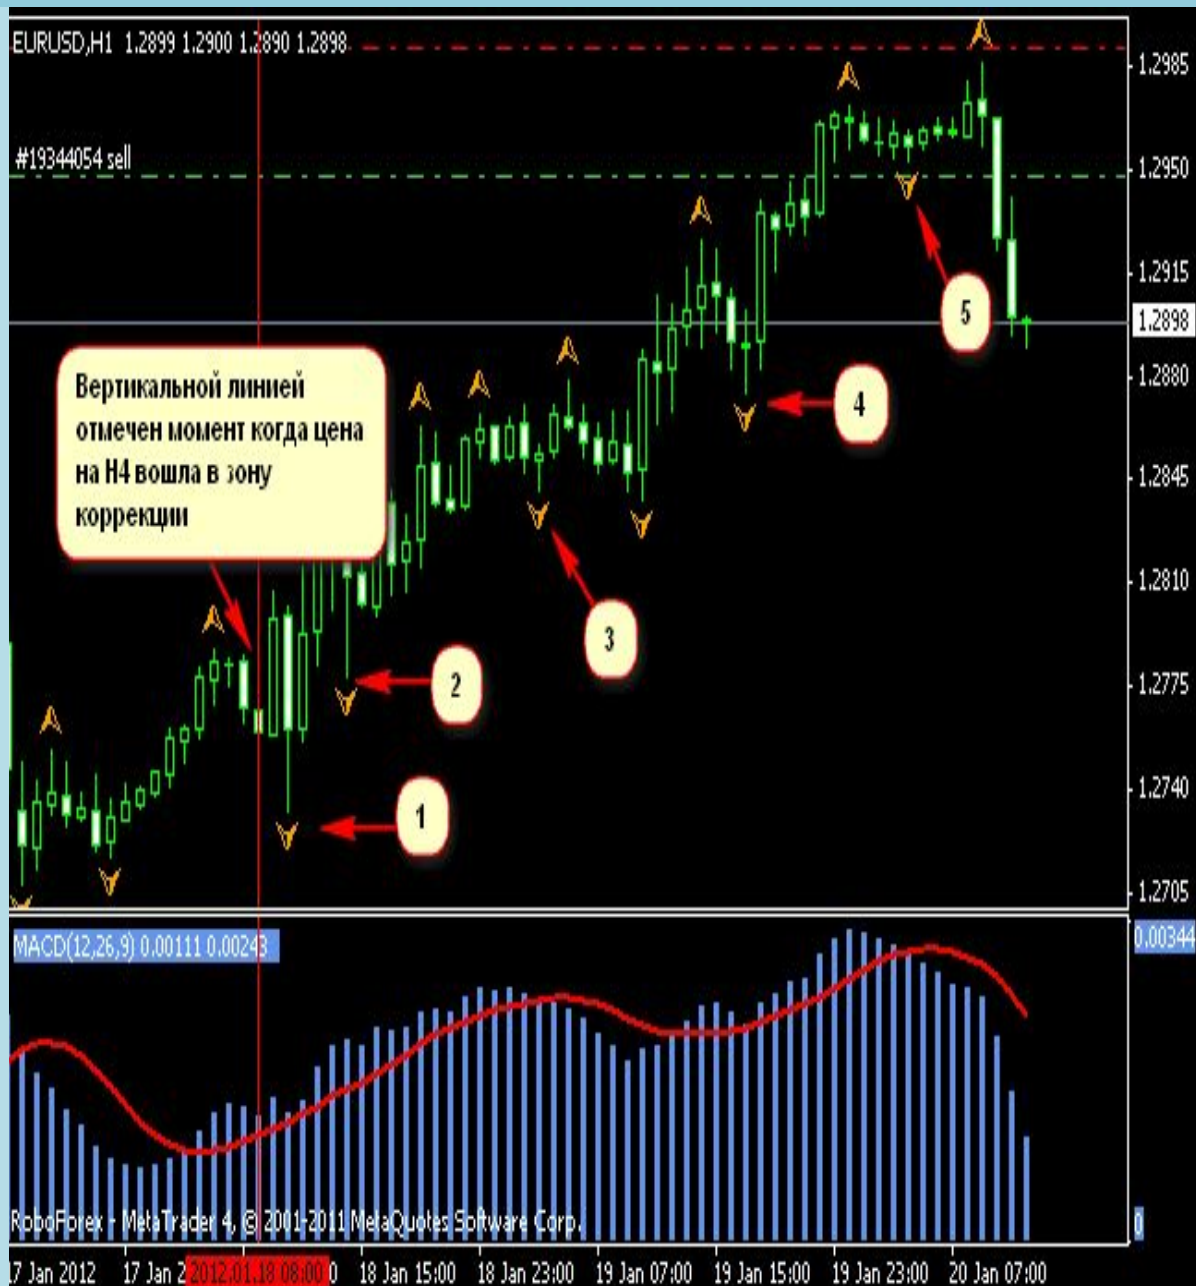 EURUSD,H1 1.2899 1.2900 1.2890 1.2898
1.2985
#19344054 sell
1.2950
1.2915
5
1.2898
1.2880
4
Вертикальной линией
отмечен момент когда цена
на H4 вошла в зону
коррекции
1.2845
1.2810
3
1.2775
2
1.2740
1
1.2705
MACD(12,26,9) 0.00111 0.00243
0.00344
RoboForex - MetaTrader 4, © 2001-2011 MetaQuotes Software Corp.
0
7 Jan 2012 17 Jan 2 2012.01.18 08:00 0 18 Jan 15:00 18 Jan 23:00 19 Jan 07:00 19 Jan 15:00 19 Jan 23:00 20 Jan 07:00